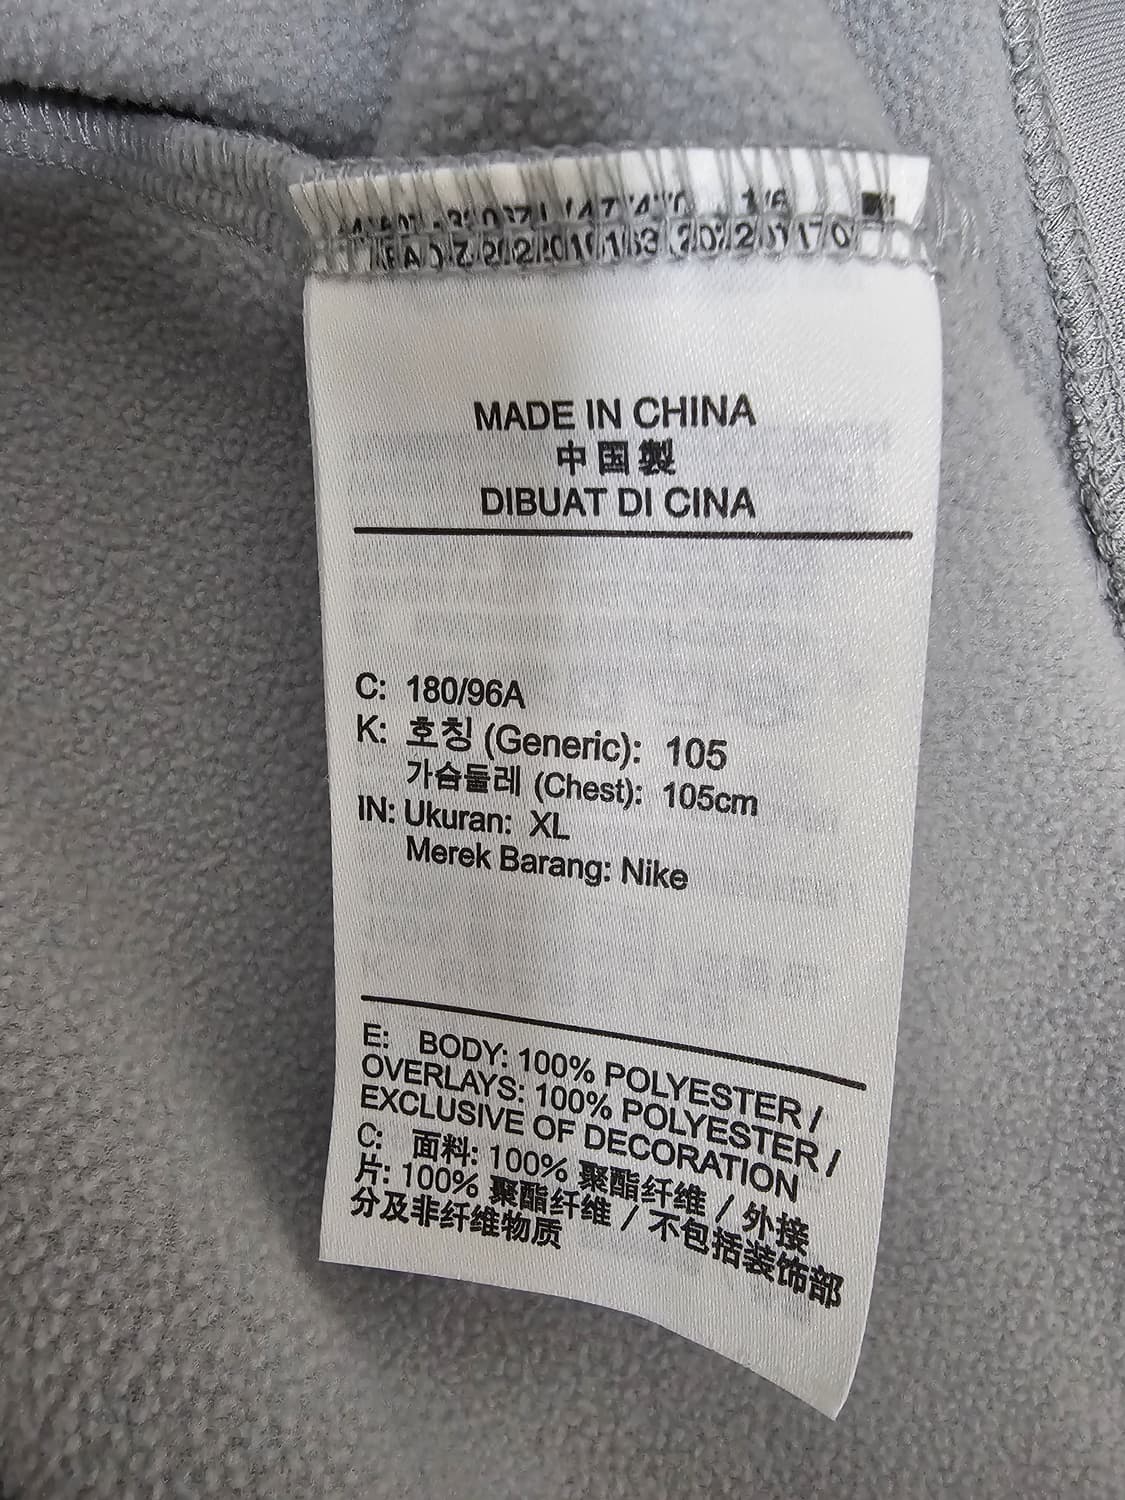 MADE IN CHINA
中国製
DIBUAT DI CINA
C: 180/96A
K: 호칭 (Generic): 105
가슴둘레 (Chest): 105cm
IN: Ukuran: XL
Merek Barang: Nike
E: BODY: 100% POLYESTER /
OVERLAYS: 100% POLYESTER /
EXCLUSIVE OF DECORATION
C: 面料: 100% 聚酯纤维 / 外接
片: 100% 聚酯纤维 / 不包括装饰部
分及非纤维物质